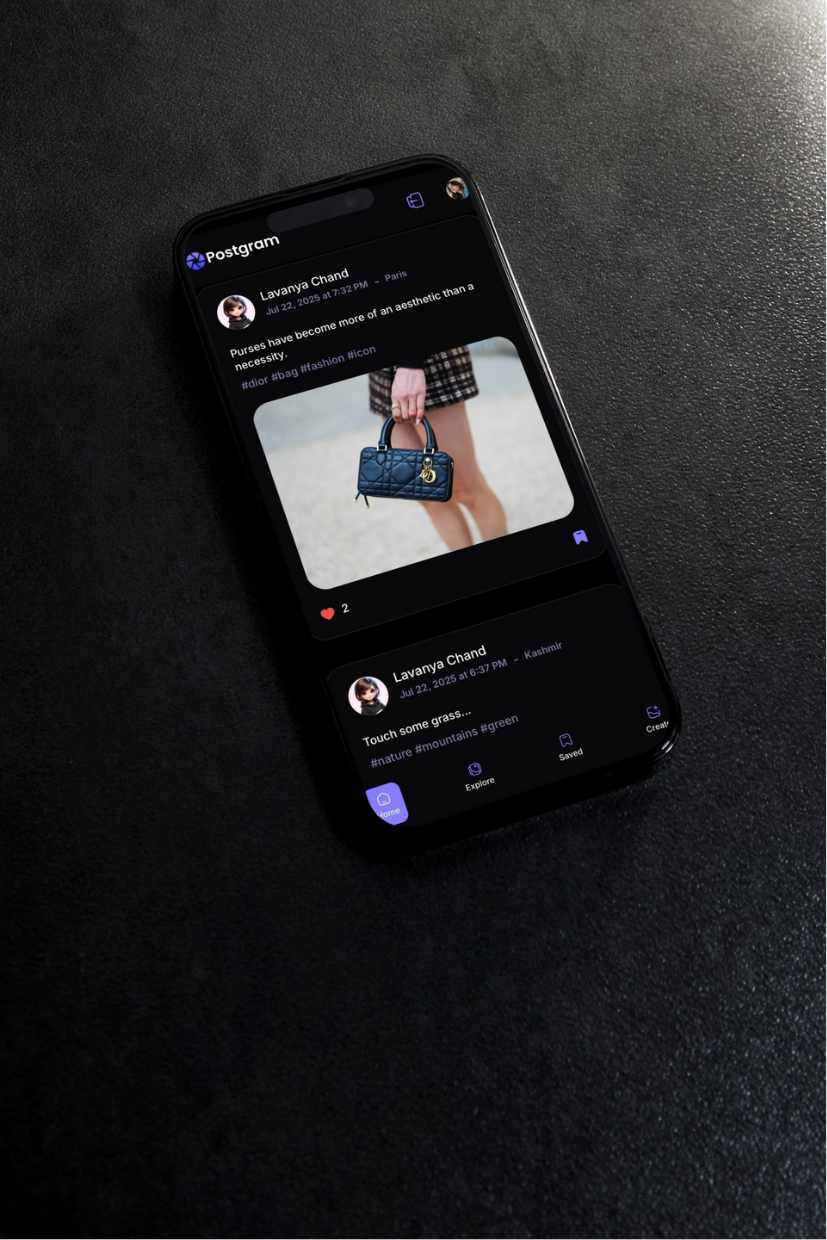 Postgram
Lavanya Chand
Jul 22, 2025 at 7:32 PM - Paris
Purses have become more of an aesthetic than a
necessity.
#dior #bag #fashion #icon
2
Lavanya Chand
Jul 22, 2025 at 6:37 PM - Kashmir
Touch some grass...
#nature #mountains #green
Home
Explore
Saved
Create